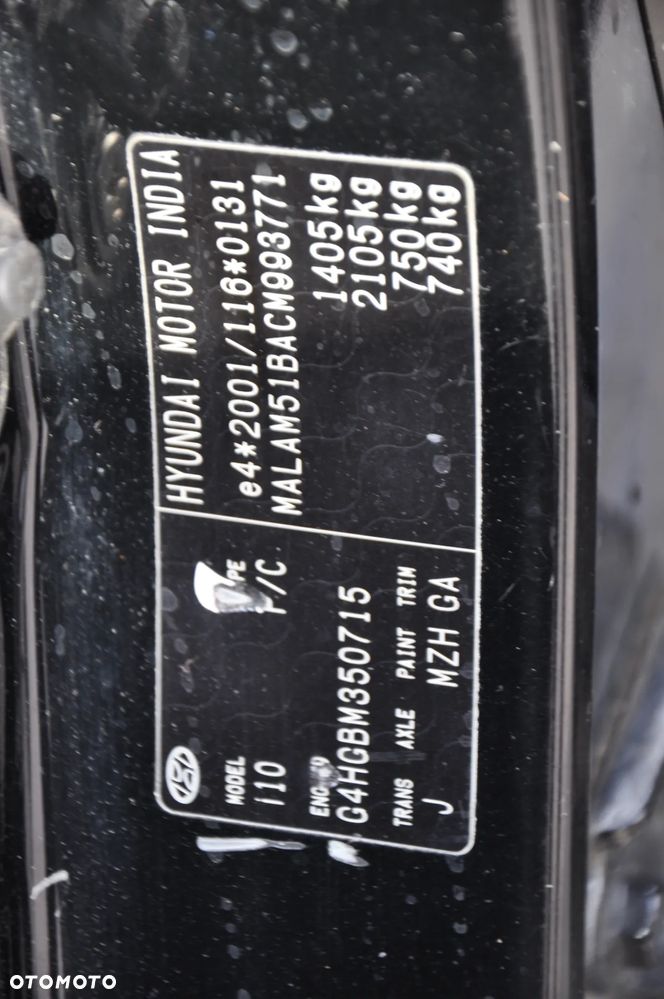 HYUNDAI MOTOR INDIA
e4*2001/116*0131
MALAM51BACM993771
1405kg
2105kg
750kg
740kg
MODEL
i10 P/C
G4HGBM350715
TRANS AXLE PAINT TRIM
J MZH GA
OTOMOTO